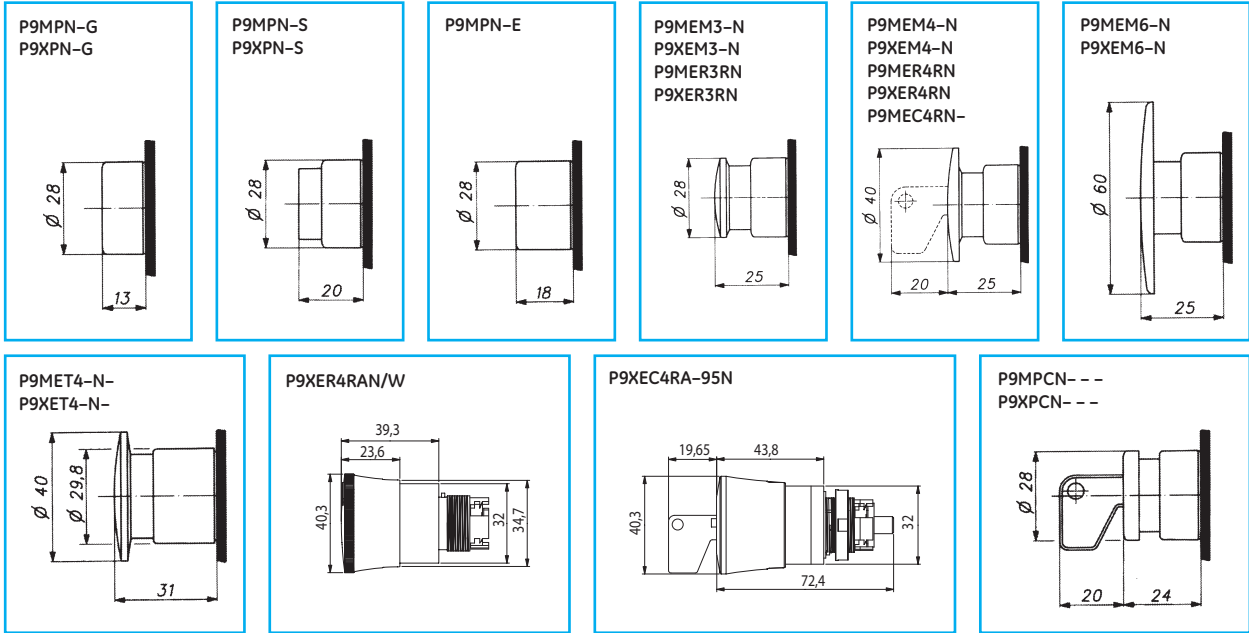 P9MPN-G
P9XPN-G
Ø 28
13
P9MPN-S
P9XPN-S
Ø 28
20
P9MPN-E
Ø 28
18
P9MEM3-N
P9XEM3-N
P9MER3RN
P9XER3RN
Ø 28
25
P9MEM4-N
P9XEM4-N
P9MER4RN
P9XER4RN
P9MEC4RN-
Ø 40
20
25
P9MEM6-N
P9XEM6-N
Ø 60
25
P9MET4-N-
P9XET4-N-
Ø 40
Ø 29,8
31
P9XER4RAN/W
39,3
23,6
40,3
32
34,7
P9XEC4RA-95N
19,65
43,8
40,3
32
72,4
P9MPCN- - -
P9XPCN- - -
Ø 28
20
24